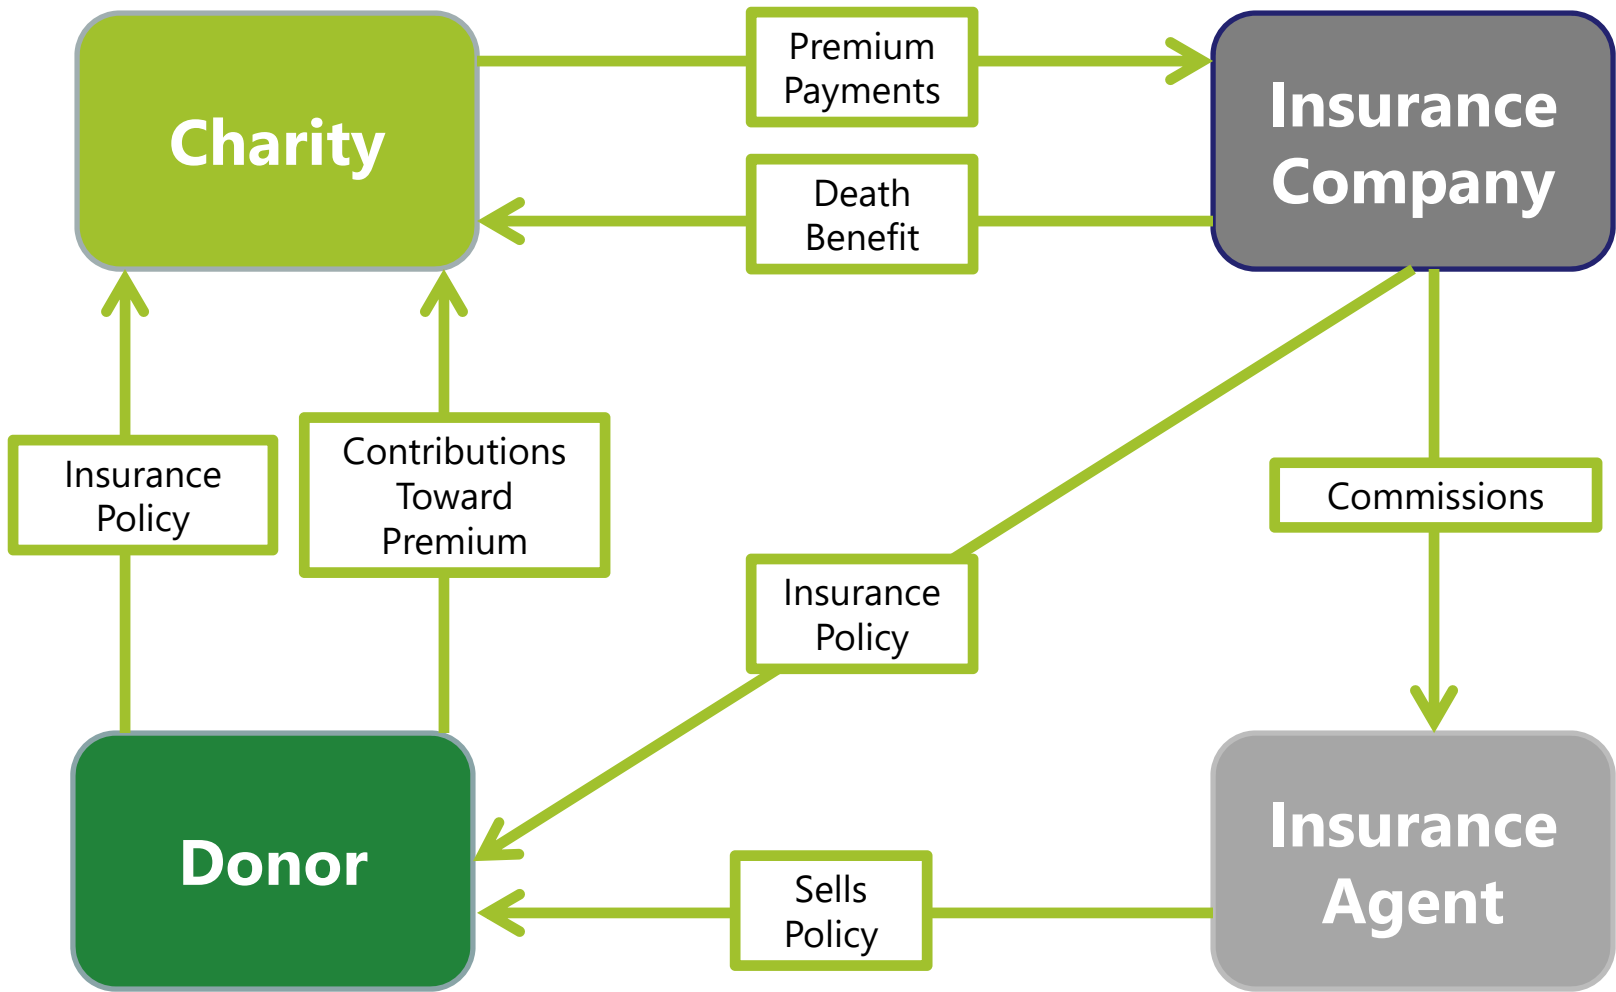 Charity
Premium
Payments
Insurance
Company
Death
Benefit
Insurance
Policy
Contributions
Toward
Premium
Commissions
Insurance
Policy
Donor
Sells
Policy
Insurance
Agent